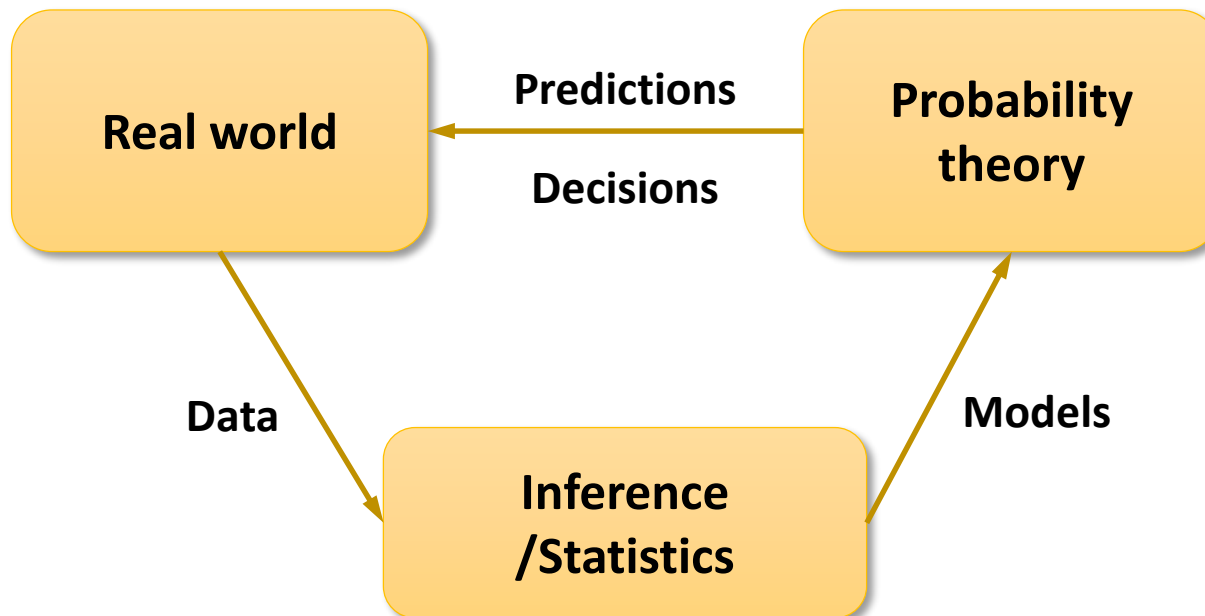 Real world
Predictions
Decisions
Probability
theory
Data
Models
Inference
/Statistics